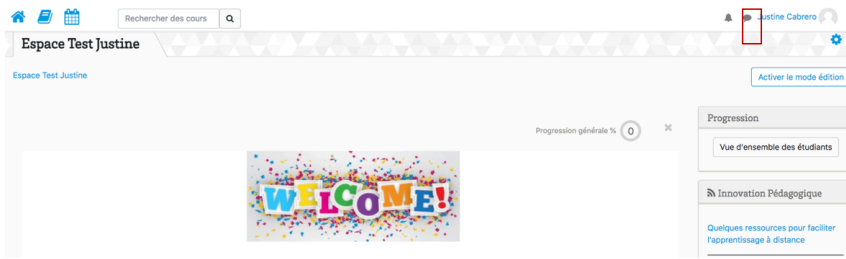 Rechercher des cours
Justine Cabrero
Espace Test Justine
Espace Test Justine
Activer le mode édition
Progression générale % 0
WELCOME!
Progression
Vue d'ensemble des étudiants
Innovation Pédagogique
Quelques ressources pour faciliter
l'apprentissage à distance